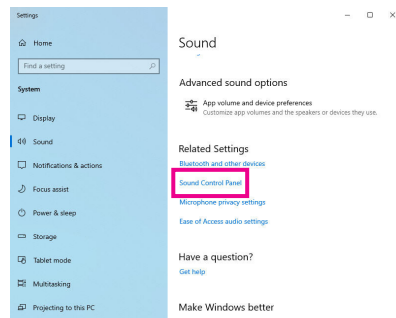 Settings
Home
Find a setting
System
Display
Sound
Notifications & actions
Focus assist
Power & sleep
Storage
Tablet mode
Multitasking
Projecting to this PC
Sound
Advanced sound options
App volume and device preferences
Customize app volumes and the speakers or devices they use.
Related Settings
Bluetooth and other devices
Sound Control Panel
Microphone privacy settings
Ease of Access audio settings
Have a question?
Get help
Make Windows better